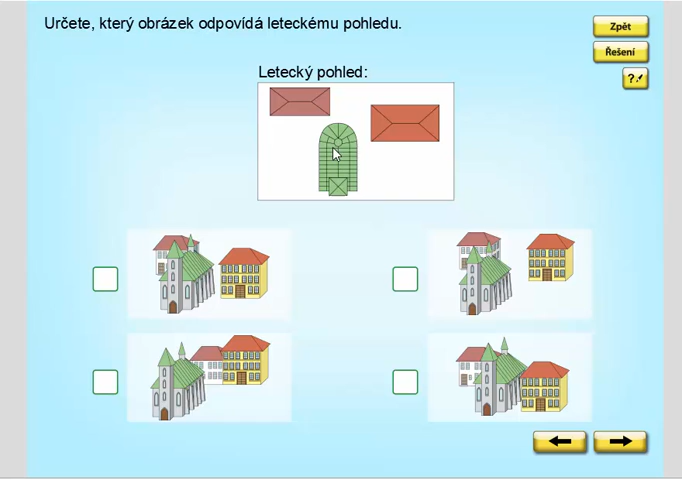 Určete, který obrázek odpovídá leteckému pohledu.
Zpět
Řešení
?
Letecký pohled: